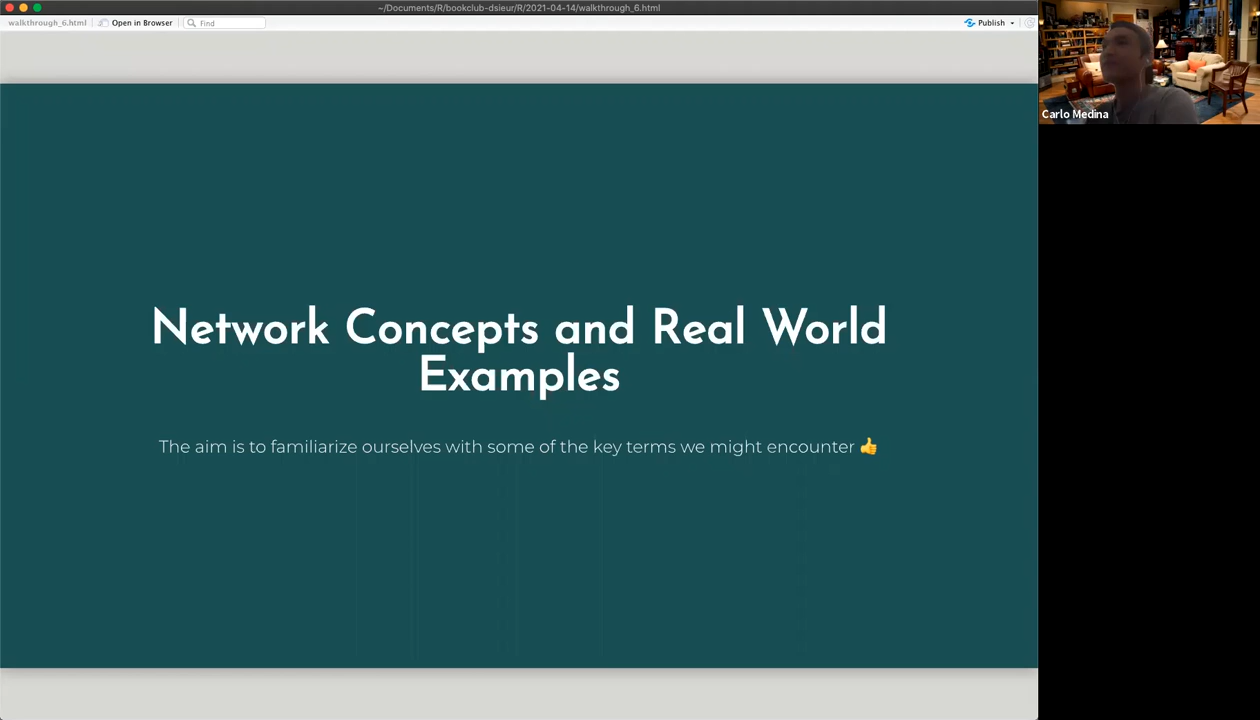 ~/Documents/R/bookclub-dsieur/R/2021-04-14/walkthrough_6.html
walkthrough_6.html
Open in Browser
Find
Publish
Carlo Medina
Network Concepts and Real World
Examples
The aim is to familiarize ourselves with some of the key terms we might encounter 👍